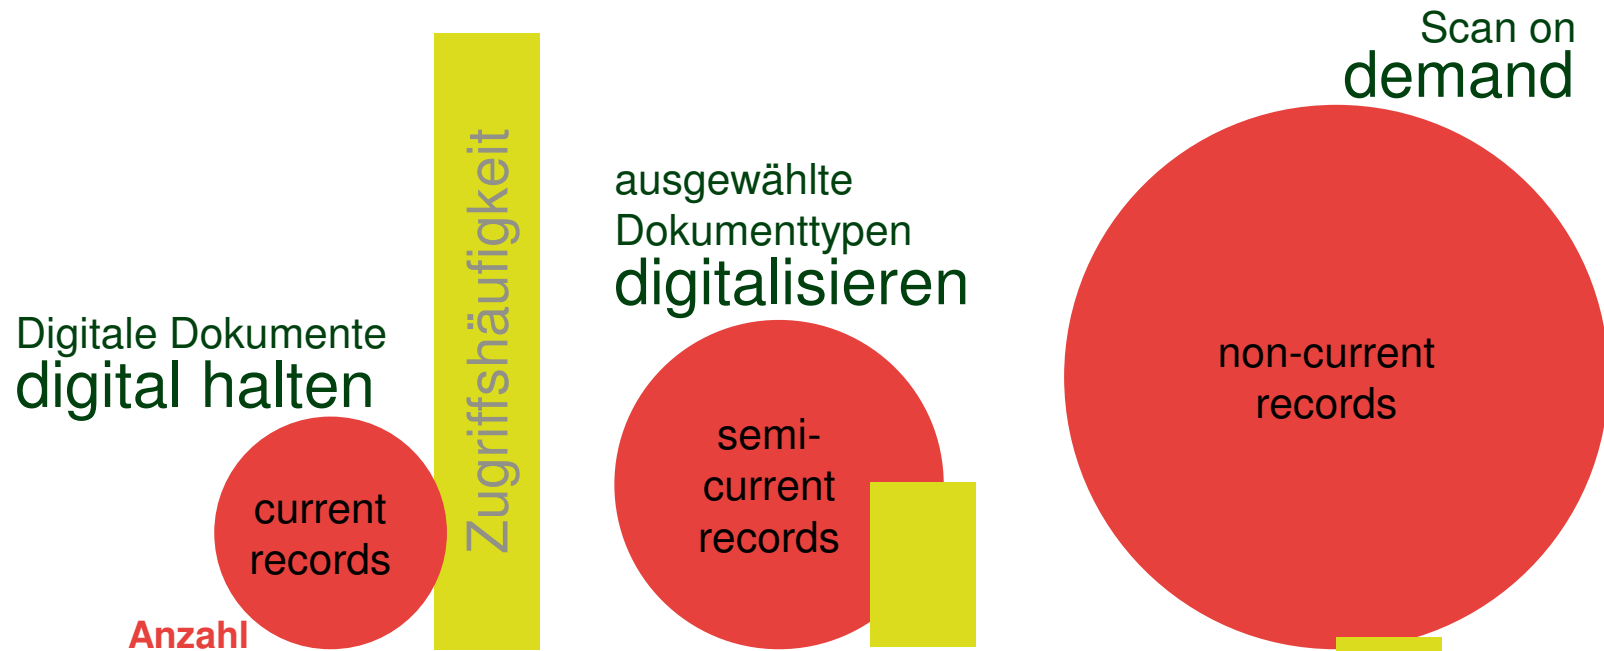 Digitale Dokumente
digital halten
current
records
Anzahl
Zugriffshäufigkeit
ausgewählte
Dokumenttypen
digitalisieren
semi-
current
records
Scan on
demand
non-current
records